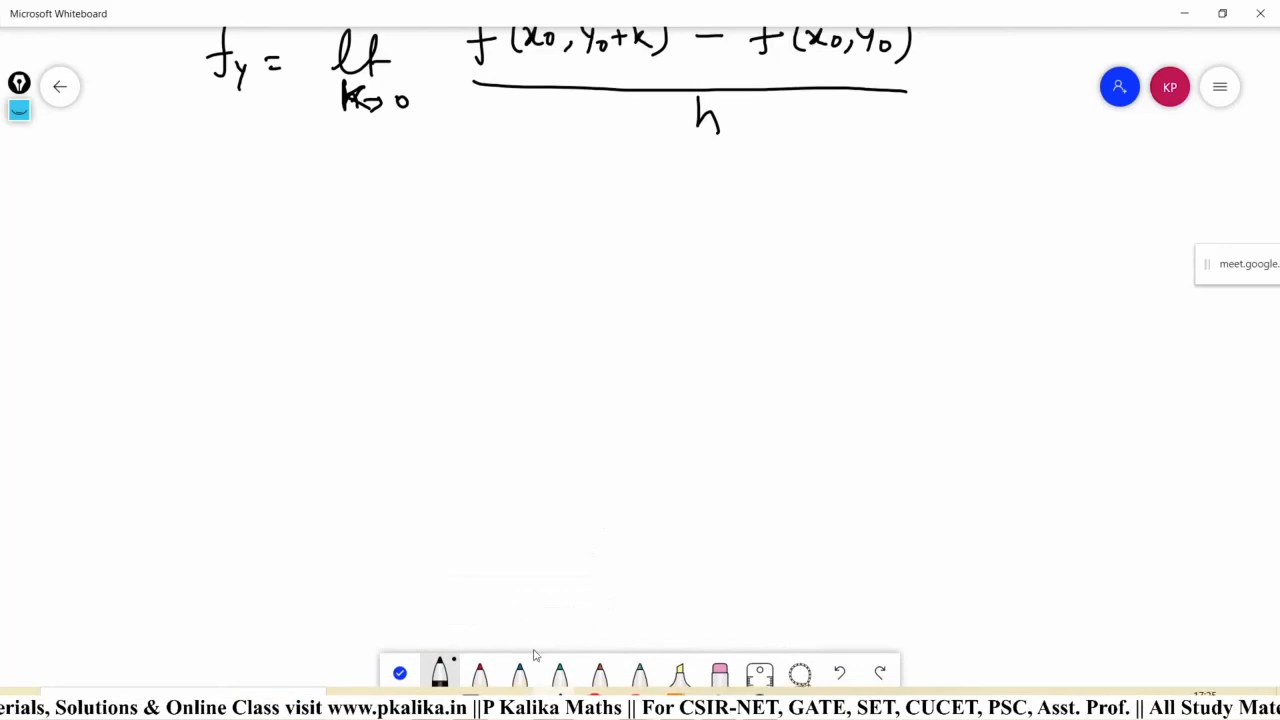 Microsoft Whiteboard
f_y = lt K→0 f(x0, y0+k) − f(x0, y0)
h
KP
meet.google.
erials, Solutions & Online Class visit www.pkalika.in ||P Kalika Maths || For CSIR-NET, GATE, SET, CUCET, PSC, Asst. Prof. || All Study Mate